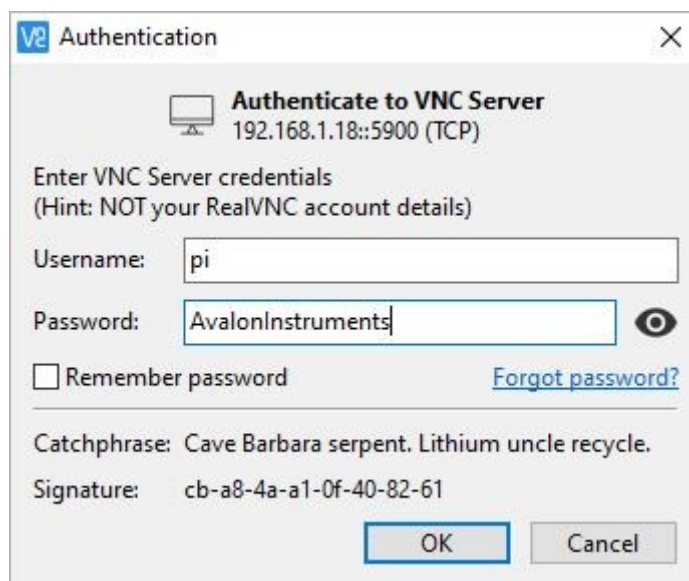 V2 Authentication
Authenticate to VNC Server
192.168.1.18::5900 (TCP)
Enter VNC Server credentials
(Hint: NOT your RealVNC account details)
Username: pi
Password: AvalonInstruments
Remember password Forgot password?
Catchphrase: Cave Barbara serpent. Lithium uncle recycle.
Signature: cb-a8-4a-a1-0f-40-82-61
OK Cancel